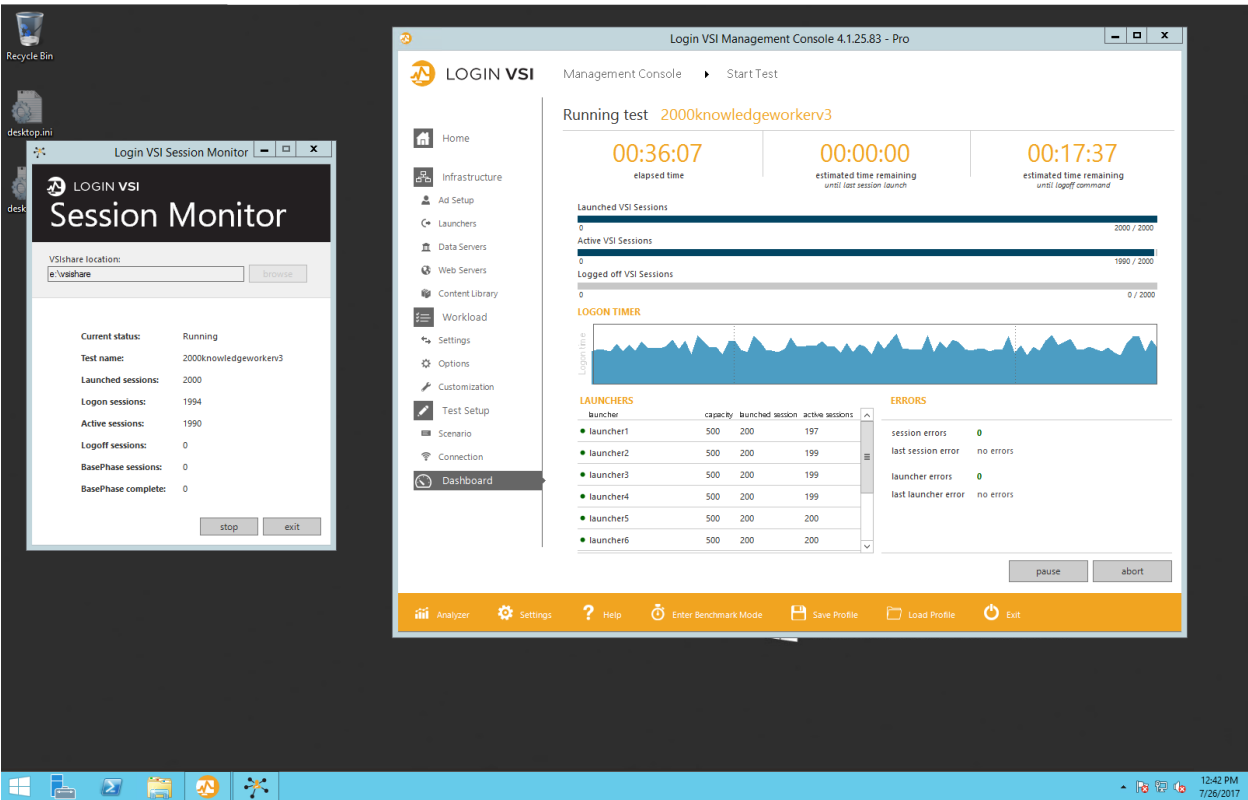 Recycle Bin
desktop.ini
Login VSI Session Monitor
LOGIN VSI
Session Monitor
VSIshare location:
e:\vsishare
browse
Current status: Running
Test name: 2000knowledgeworkerv3
Launched sessions: 2000
Logon sessions: 1994
Active sessions: 1990
Logoff sessions: 0
BasePhase sessions: 0
BasePhase complete: 0
stop exit
Login VSI Management Console 4.1.25.83 - Pro
LOGIN VSI
Management Console Start Test
Home
Infrastructure
Ad Setup
Launchers
Data Servers
Web Servers
Content Library
Workload
Settings
Options
Customization
Test Setup
Scenario
Connection
Dashboard
Running test 2000knowledgeworkerv3
00:36:07 00:00:00 00:17:37
elapsed time estimated time remaining estimated time remaining
until last session launch until logoff command
Launched VSI Sessions
0 2000 / 2000
Active VSI Sessions
0 1990 / 2000
Logged off VSI Sessions
0 0 / 2000
LOGON TIMER
Logon time
LAUNCHERS
launcher capacity launched session active sessions
launcher1 500 200 197
launcher2 500 200 199
launcher3 500 200 199
launcher4 500 200 199
launcher5 500 200 200
launcher6 500 200 200
ERRORS
session errors 0
last session error no errors
launcher errors 0
last launcher error no errors
pause abort
Analyzer Settings Help Enter Benchmark Mode Save Profile Load Profile Exit
12:42 PM
7/26/2017